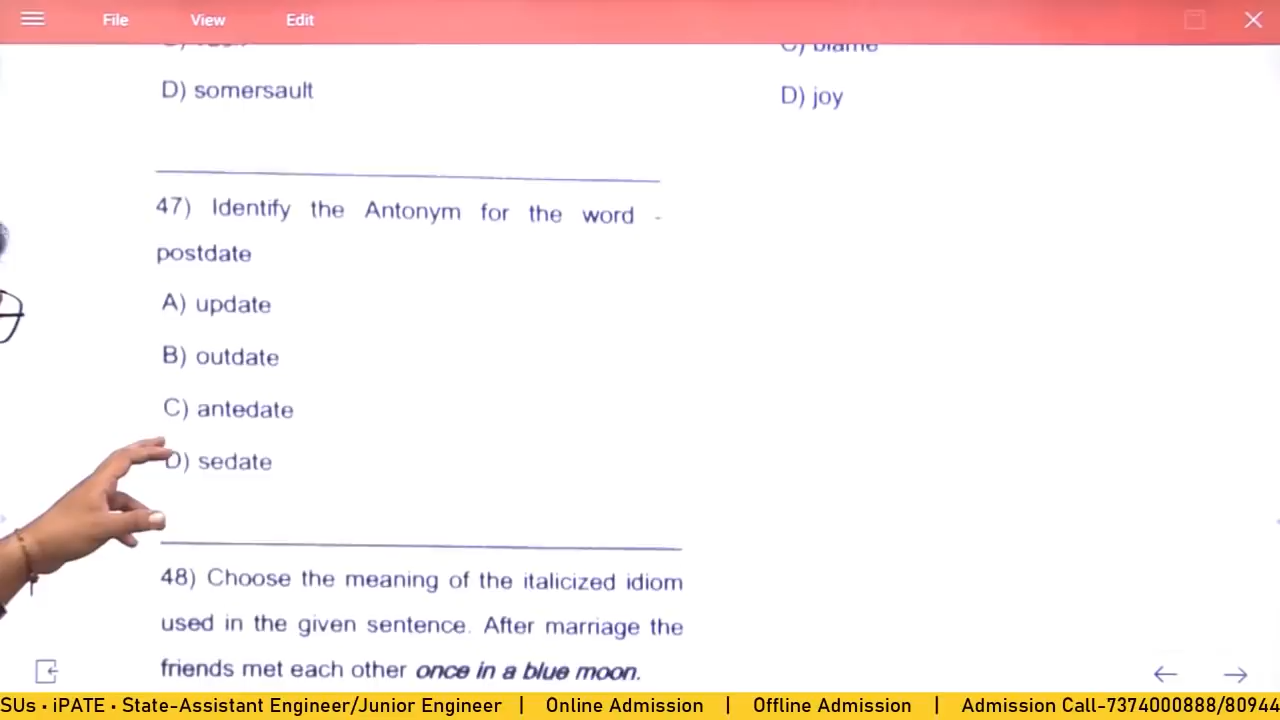 File View Edit
D) somersault
C) blame
D) joy
47) Identify the Antonym for the word -
postdate
A) update
B) outdate
C) antedate
D) sedate
48) Choose the meaning of the italicized idiom
used in the given sentence. After marriage the
friends met each other once in a blue moon.
SUs • iPATE • State-Assistant Engineer/Junior Engineer | Online Admission | Offline Admission | Admission Call-7374000888/80944